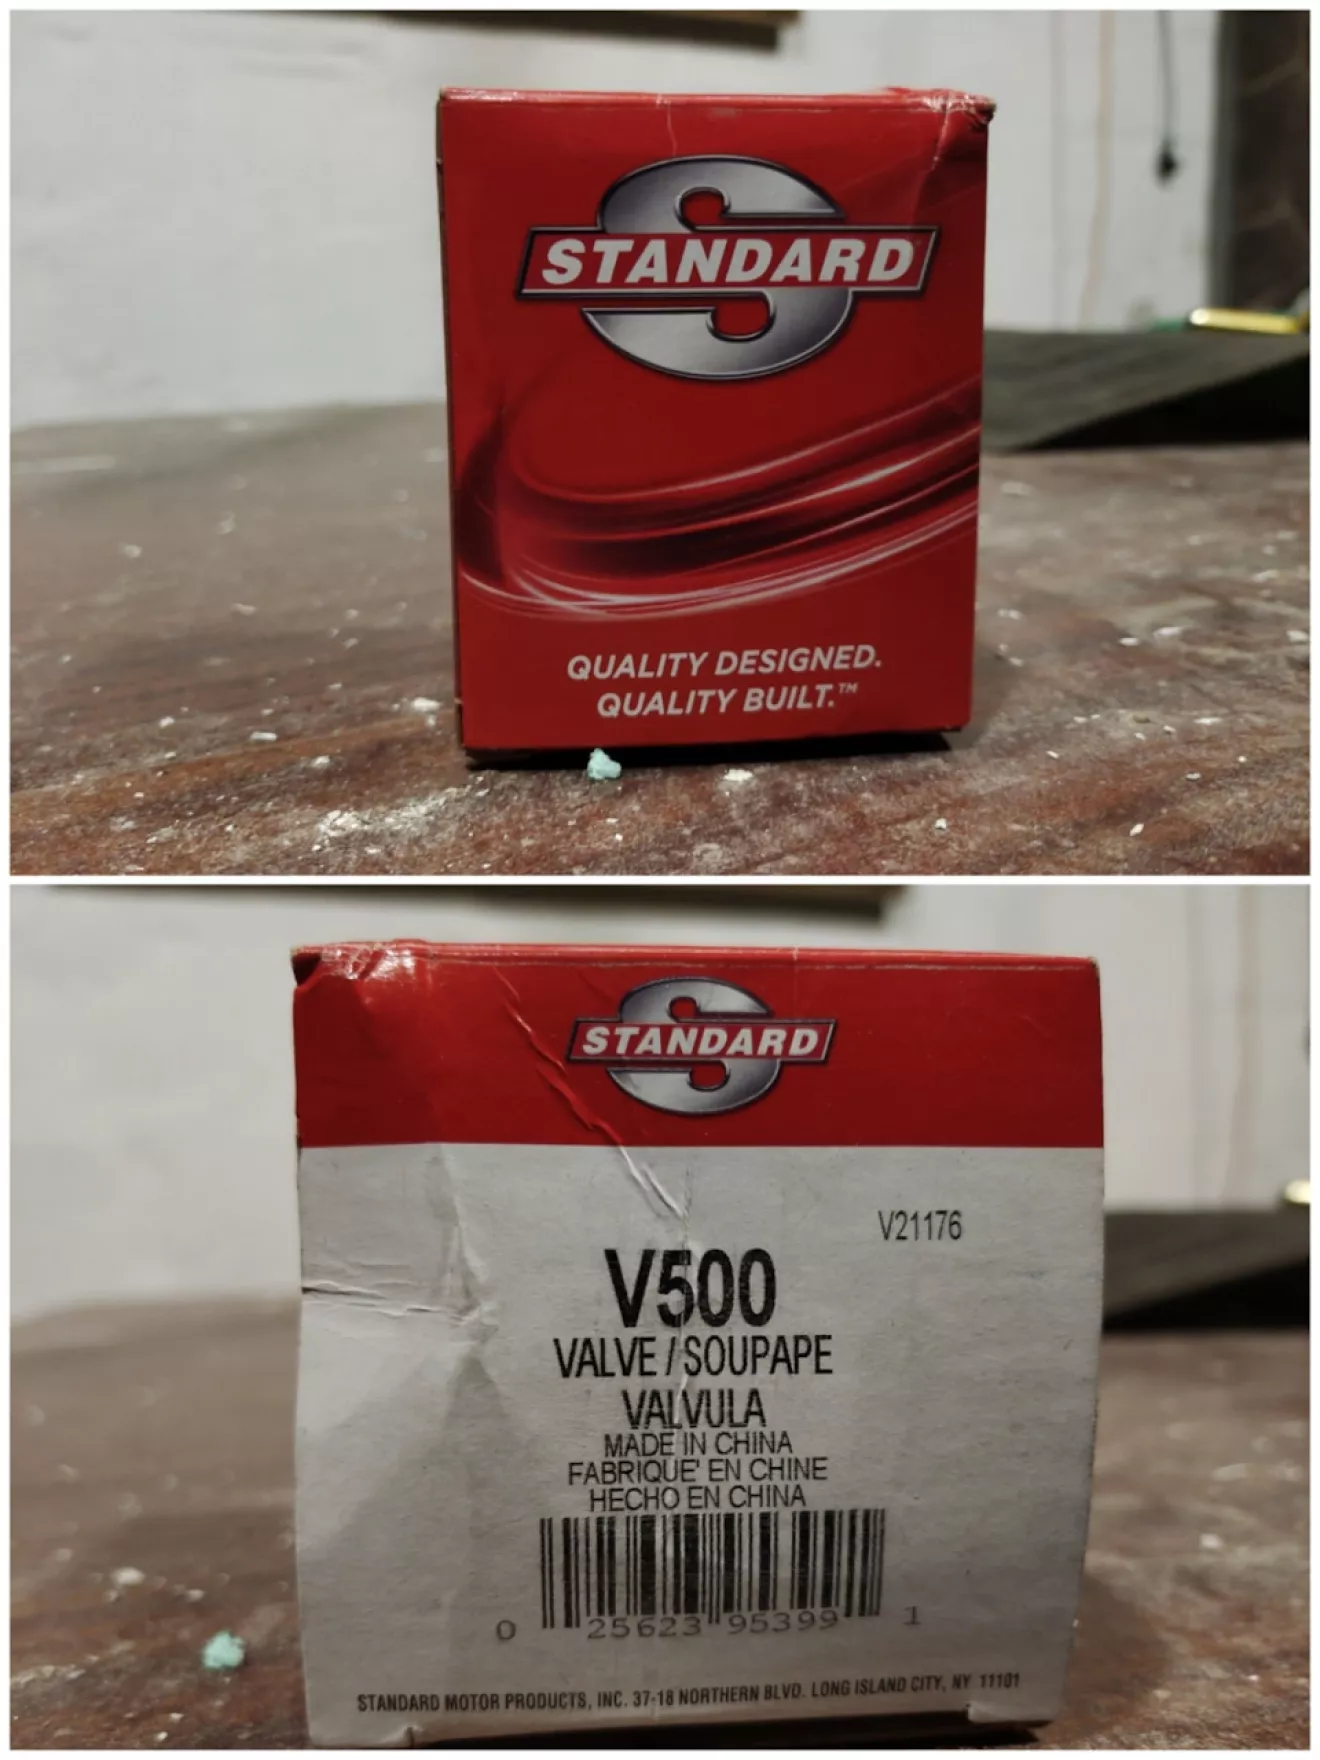 STANDARD
QUALITY DESIGNED.
QUALITY BUILT.™
STANDARD
V21176
V500
VALVE / SOUPAPE
VALVULA
MADE IN CHINA
FABRIQUE' EN CHINE
HECHO EN CHINA
0 25623 95399 1
STANDARD MOTOR PRODUCTS, INC. 37-18 NORTHERN BLVD. LONG ISLAND CITY, NY 11101